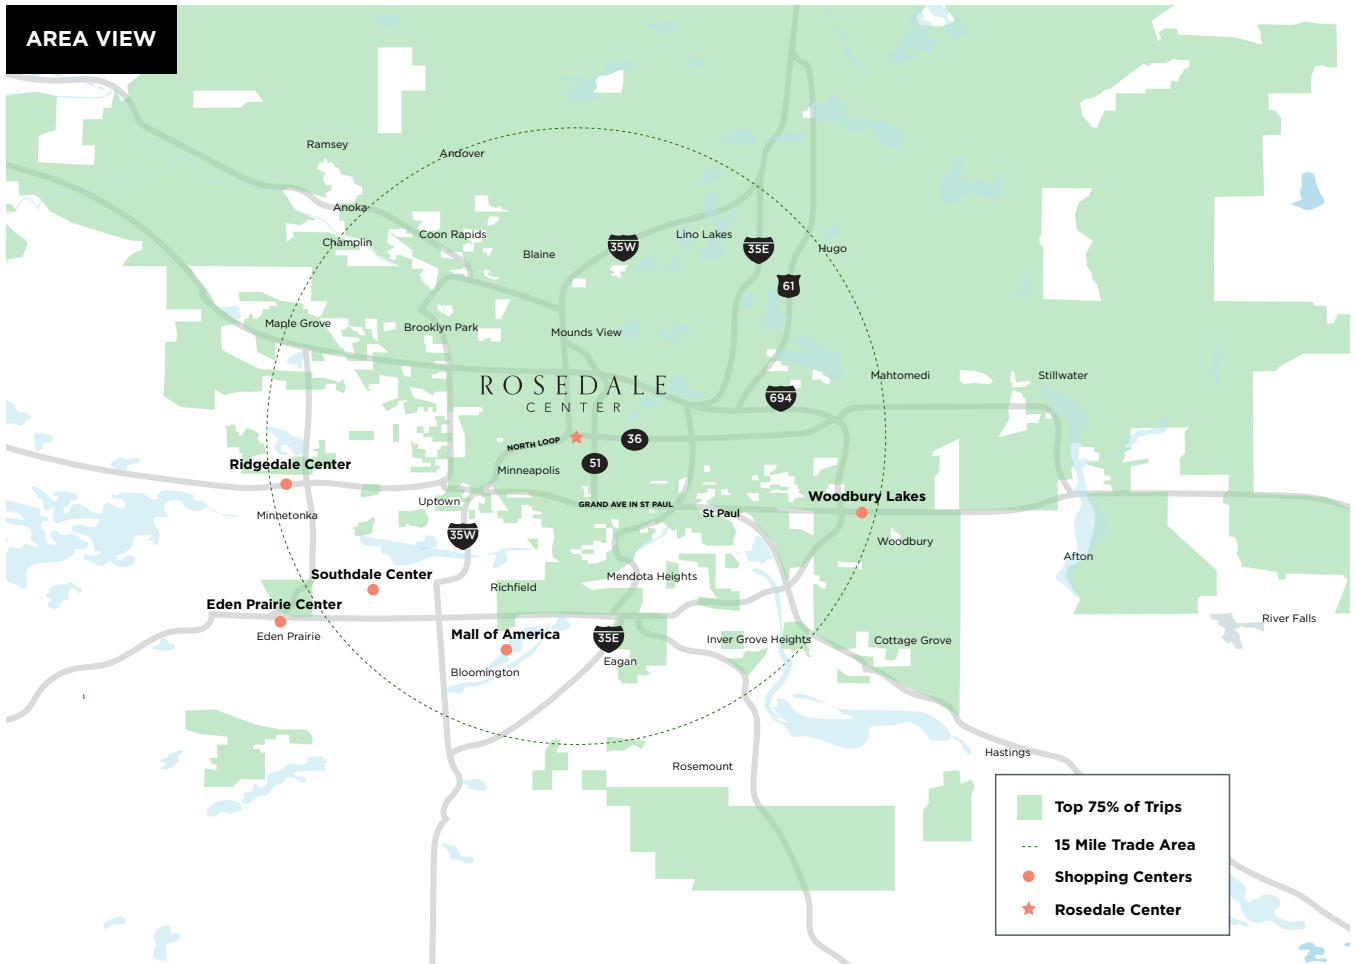 AREA VIEW
Ramsey
Andover
Anoka
Champlin
Coon Rapids
Blaine
35W
Lino Lakes
35E
Hugo
61
Maple Grove
Brooklyn Park
Mounds View
ROSEDALE
CENTER
Mahtomedi
Stillwater
694
NORTH LOOP
36
51
Minneapolis
Ridgedale Center
Minnetonka
Uptown
GRAND AVE IN ST PAUL
St Paul
Woodbury Lakes
35W
Woodbury
Afton
Southdale Center
Richfield
Mendota Heights
Eden Prairie Center
Eden Prairie
Mall of America
35E
Inver Grove Heights
Cottage Grove
River Falls
Eagan
Bloomington
Rosemount
Hastings
Top 75% of Trips
15 Mile Trade Area
Shopping Centers
Rosedale Center